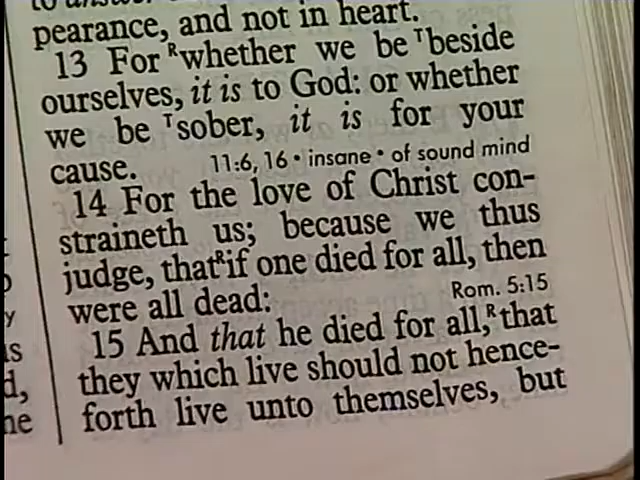 to answer
pearance, and not in heart.
13 For ᴿwhether we be ᵀbeside
ourselves, it is to God: or whether
we be ᵀsober, it is for your
cause. 11:6, 16 • insane • of sound mind
14 For the love of Christ con-
straineth us; because we thus
judge, thatᴿif one died for all, then
were all dead: Rom. 5:15
15 And that he died for all,ᴿthat
they which live should not hence-
forth live unto themselves, but